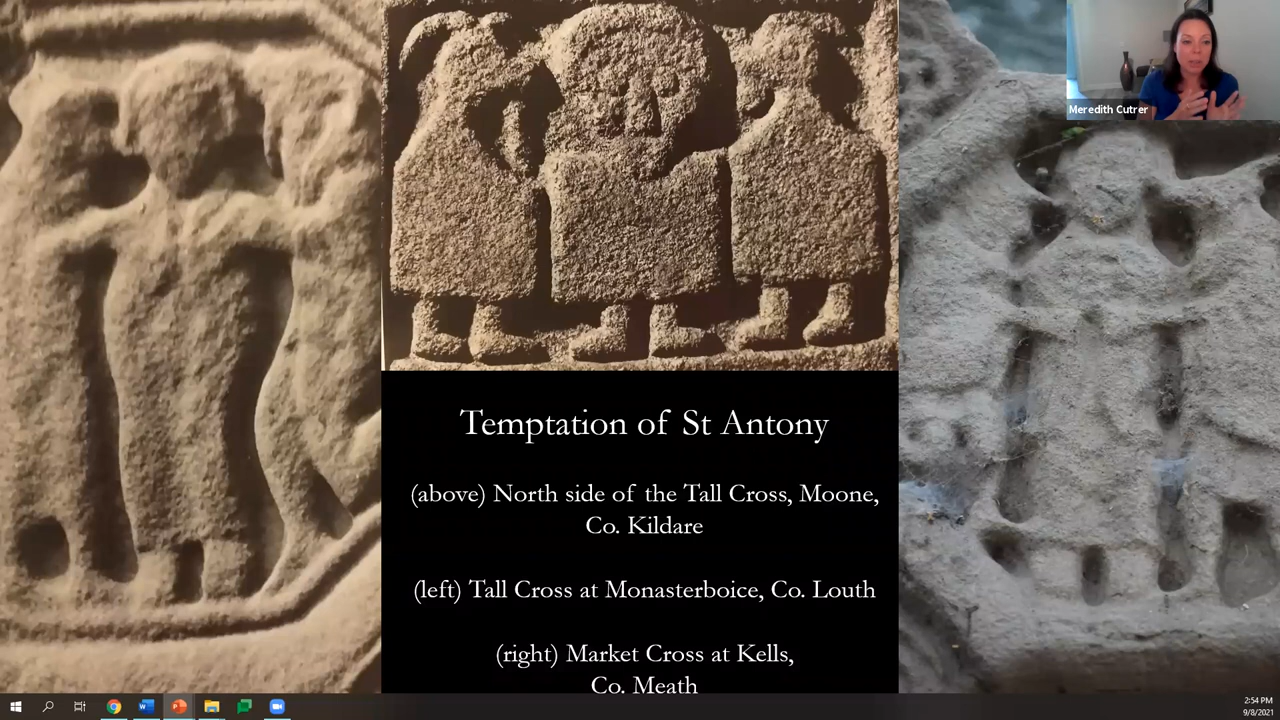 Meredith Cutrer
Temptation of St Antony
(above) North side of the Tall Cross, Moone,
Co. Kildare
(left) Tall Cross at Monasterboice, Co. Louth
(right) Market Cross at Kells,
Co. Meath
2:54 PM
9/8/2021